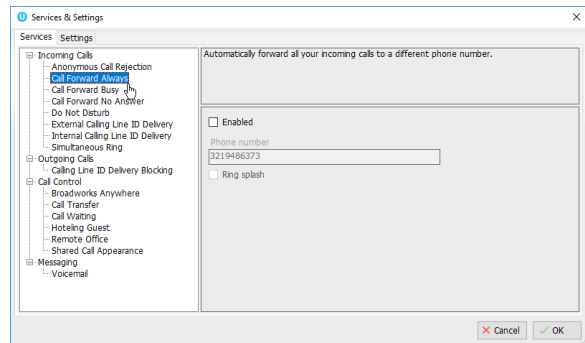 Services & Settings
Services Settings
Incoming Calls
Anonymous Call Rejection
Call Forward Always
Call Forward Busy
Call Forward No Answer
Do Not Disturb
External Calling Line ID Delivery
Internal Calling Line ID Delivery
Simultaneous Ring
Outgoing Calls
Calling Line ID Delivery Blocking
Call Control
Broadworks Anywhere
Call Transfer
Call Waiting
Hoteling Guest
Remote Office
Shared Call Appearance
Messaging
Voicemail
Automatically forward all your incoming calls to a different phone number.
Enabled
Phone number
3219486373
Ring splash
Cancel OK